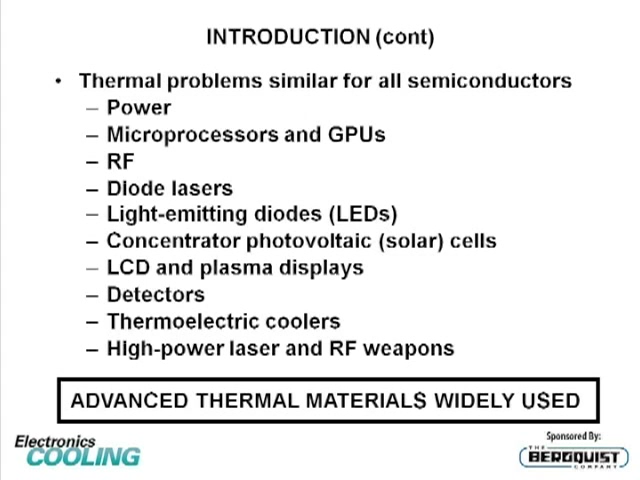 INTRODUCTION (cont)
• Thermal problems similar for all semiconductors
– Power
– Microprocessors and GPUs
– RF
– Diode lasers
– Light-emitting diodes (LEDs)
– Concentrator photovoltaic (solar) cells
– LCD and plasma displays
– Detectors
– Thermoelectric coolers
– High-power laser and RF weapons
ADVANCED THERMAL MATERIALS WIDELY USED
Electronics
COOLING
Sponsored By:
THE
BERGQUIST
COMPANY